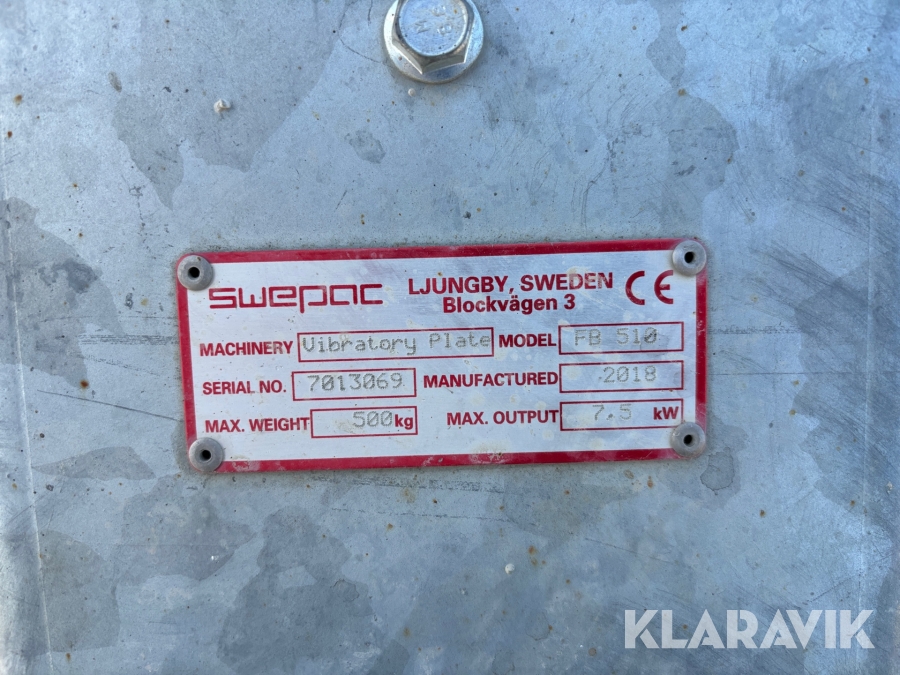 swepac LJUNGBY, SWEDEN CE
Blockvägen 3
MACHINERY Vibratory Plate MODEL FB 510
SERIAL NO. 7013069 MANUFACTURED 2018
MAX. WEIGHT 500kg MAX. OUTPUT 7.5 kW
KLARAVIK